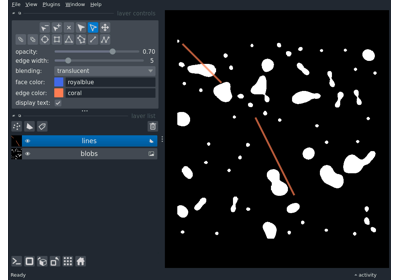 File View Plugins Window Help
layer controls
opacity: 0.70
edge width: 5
blending: translucent
face color: royalblue
edge color: coral
display text:
layer list
lines
blobs
Ready
activity